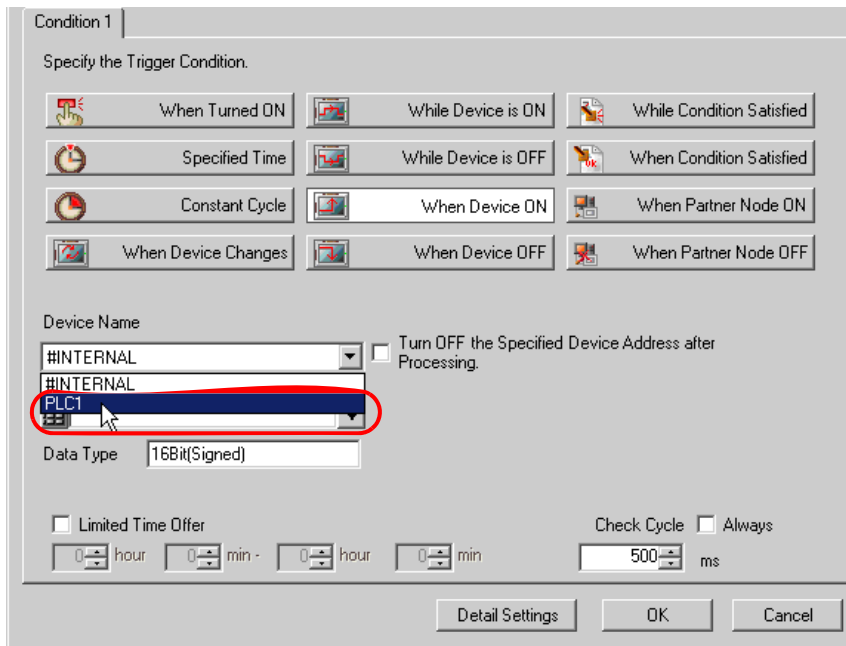 Condition 1
Specify the Trigger Condition.
When Turned ON
While Device is ON
While Condition Satisfied
Specified Time
While Device is OFF
When Condition Satisfied
Constant Cycle
When Device ON
When Partner Node ON
When Device Changes
When Device OFF
When Partner Node OFF
Device Name
#INTERNAL
Turn OFF the Specified Device Address after
Processing.
#INTERNAL
PLC1
Data Type 16Bit(Signed)
Limited Time Offer
Check Cycle Always
0 hour 0 min - 0 hour 0 min
500 ms
Detail Settings OK Cancel